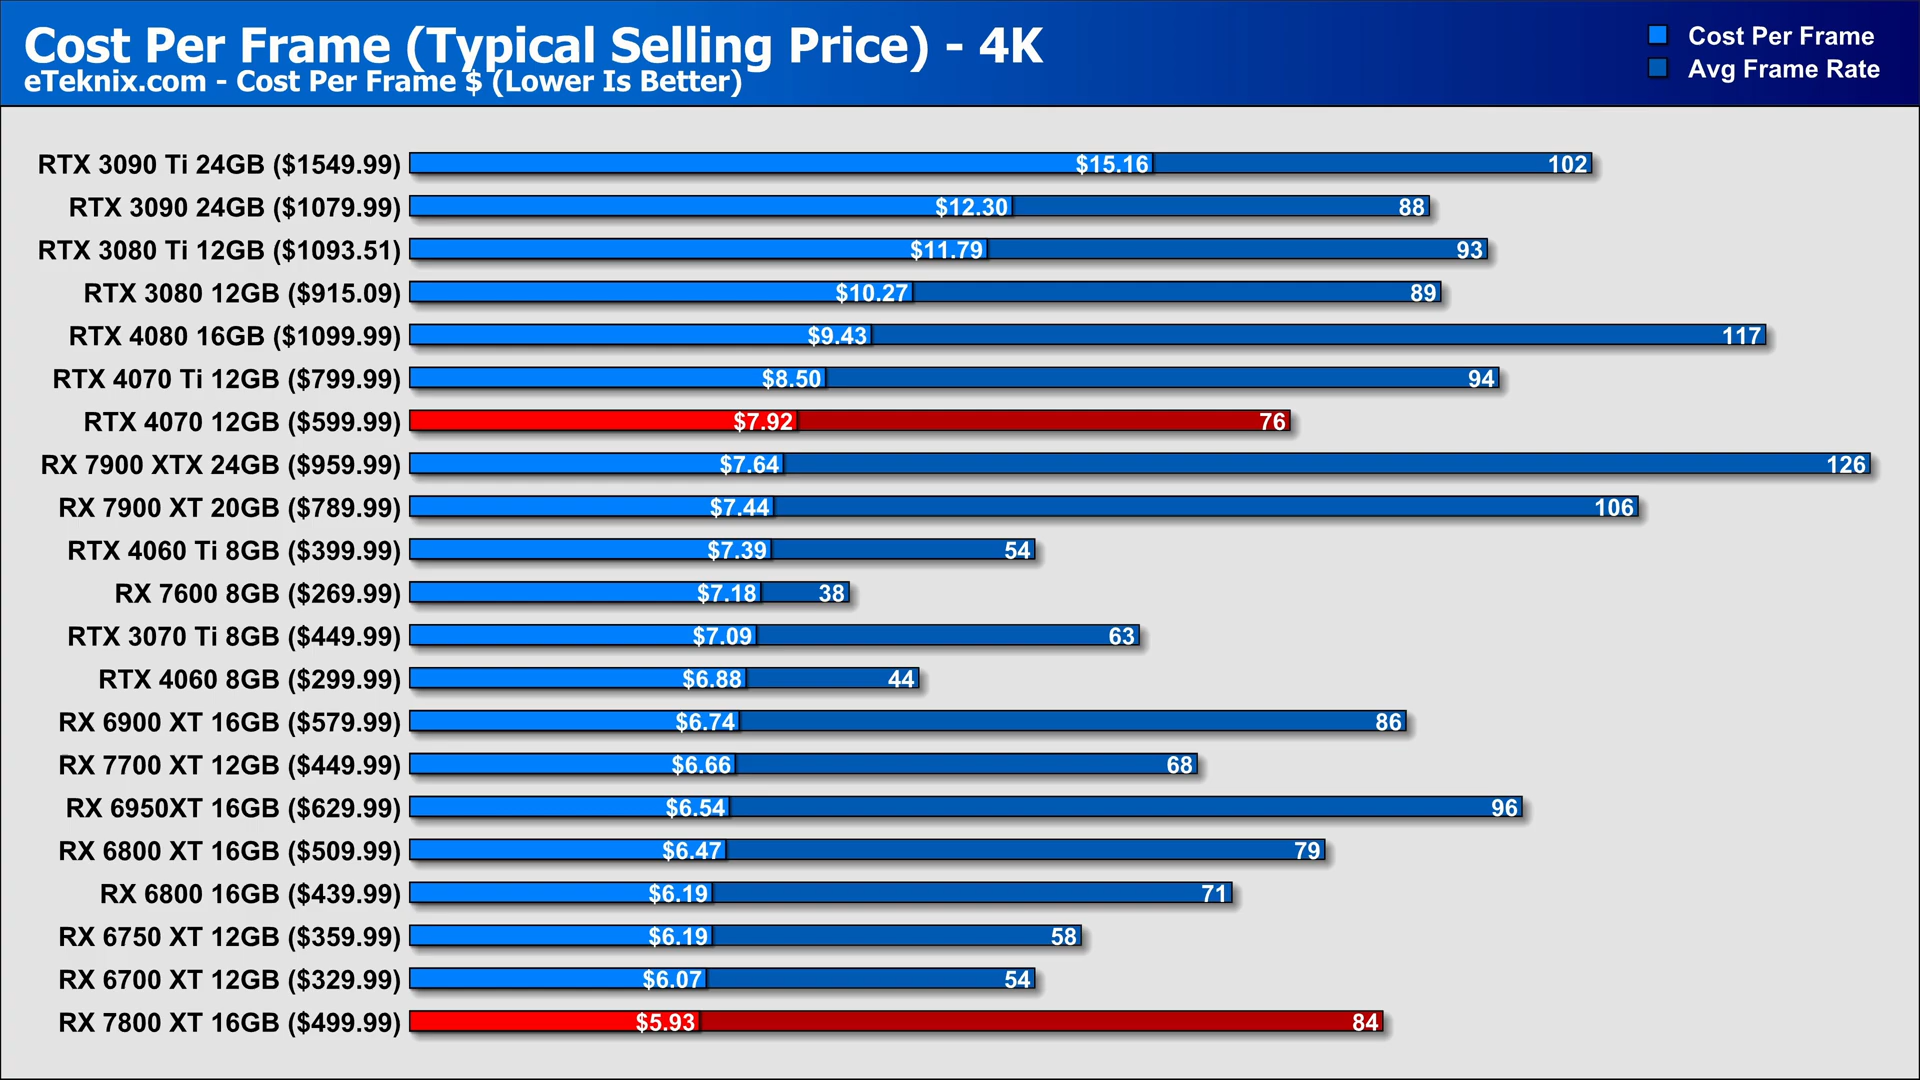 Cost Per Frame (Typical Selling Price) - 4K
eTeknix.com - Cost Per Frame $ (Lower Is Better)
Cost Per Frame
Avg Frame Rate
RTX 3090 Ti 24GB ($1549.99) $15.16 102
RTX 3090 24GB ($1079.99) $12.30 88
RTX 3080 Ti 12GB ($1093.51) $11.79 93
RTX 3080 12GB ($915.09) $10.27 89
RTX 4080 16GB ($1099.99) $9.43 117
RTX 4070 Ti 12GB ($799.99) $8.50 94
RTX 4070 12GB ($599.99) $7.92 76
RX 7900 XTX 24GB ($959.99) $7.64 126
RX 7900 XT 20GB ($789.99) $7.44 106
RTX 4060 Ti 8GB ($399.99) $7.39 54
RX 7600 8GB ($269.99) $7.18 38
RTX 3070 Ti 8GB ($449.99) $7.09 63
RTX 4060 8GB ($299.99) $6.88 44
RX 6900 XT 16GB ($579.99) $6.74 86
RX 7700 XT 12GB ($449.99) $6.66 68
RX 6950XT 16GB ($629.99) $6.54 96
RX 6800 XT 16GB ($509.99) $6.47 79
RX 6800 16GB ($439.99) $6.19 71
RX 6750 XT 12GB ($359.99) $6.19 58
RX 6700 XT 12GB ($329.99) $6.07 54
RX 7800 XT 16GB ($499.99) $5.93 84